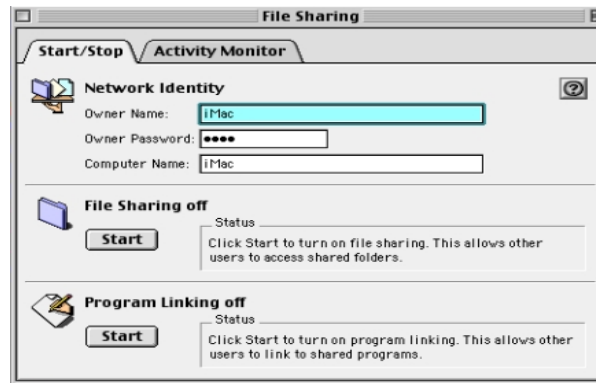 File Sharing
Start/Stop Activity Monitor
Network Identity
Owner Name: iMac
Owner Password: ••••
Computer Name: iMac
File Sharing off
Start
Status
Click Start to turn on file sharing. This allows other
users to access shared folders.
Program Linking off
Start
Status
Click Start to turn on program linking. This allows other
users to link to shared programs.